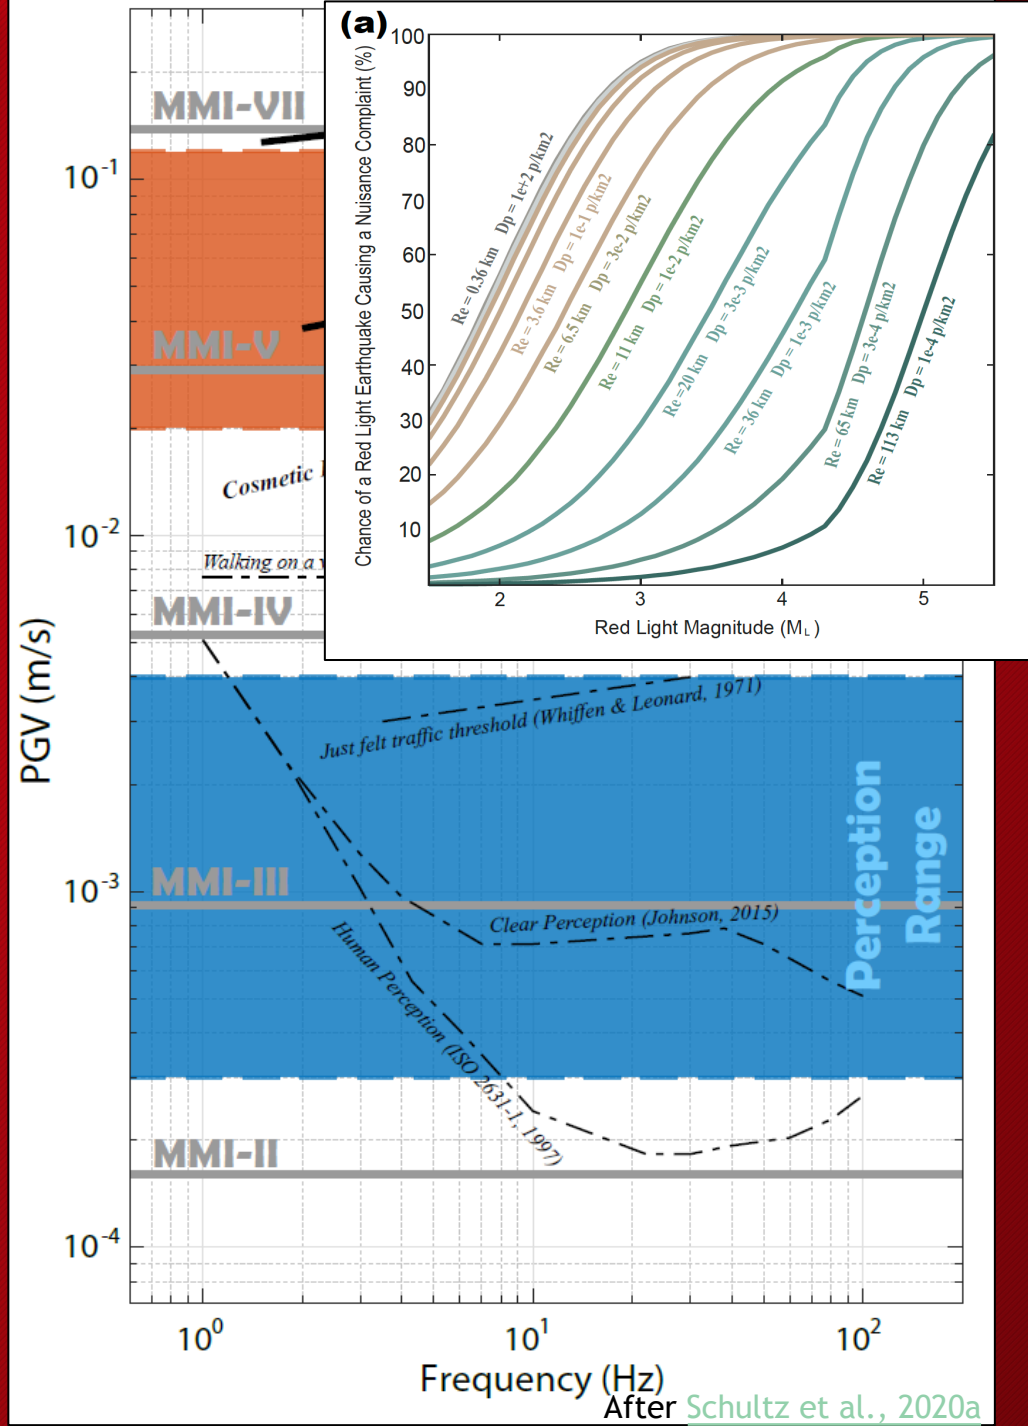 (a)
Chance of a Red Light Earthquake Causing a Nuisance Complaint (%)
100
90
80
70
60
50
40
30
20
10
Re = 0.36 km Dp = 1e+2 p/km2
Re = 3.6 km Dp = 1e-1 p/km2
Re = 6.5 km Dp = 3e-2 p/km2
Re = 11 km Dp = 1e-2 p/km2
Re =20 km Dp = 3e-3 p/km2
Re = 36 km Dp = 1e-3 p/km2
Re = 65 km Dp = 3e-4 p/km2
Re = 113 km Dp = 1e-4 p/km2
2 3 4 5
Red Light Magnitude (ML)
MMI-VII
10-1
MMI-V
Cosmetic
10-2
Walking on a
MMI-IV
PGV (m/s)
Just felt traffic threshold (Whiffen & Leonard, 1971)
Perception
Range
MMI-III
10-3
Clear Perception (Johnson, 2015)
Human Perception (ISO 2631-1, 1997)
MMI-II
10-4
100 101 102
Frequency (Hz)
After Schultz et al., 2020a